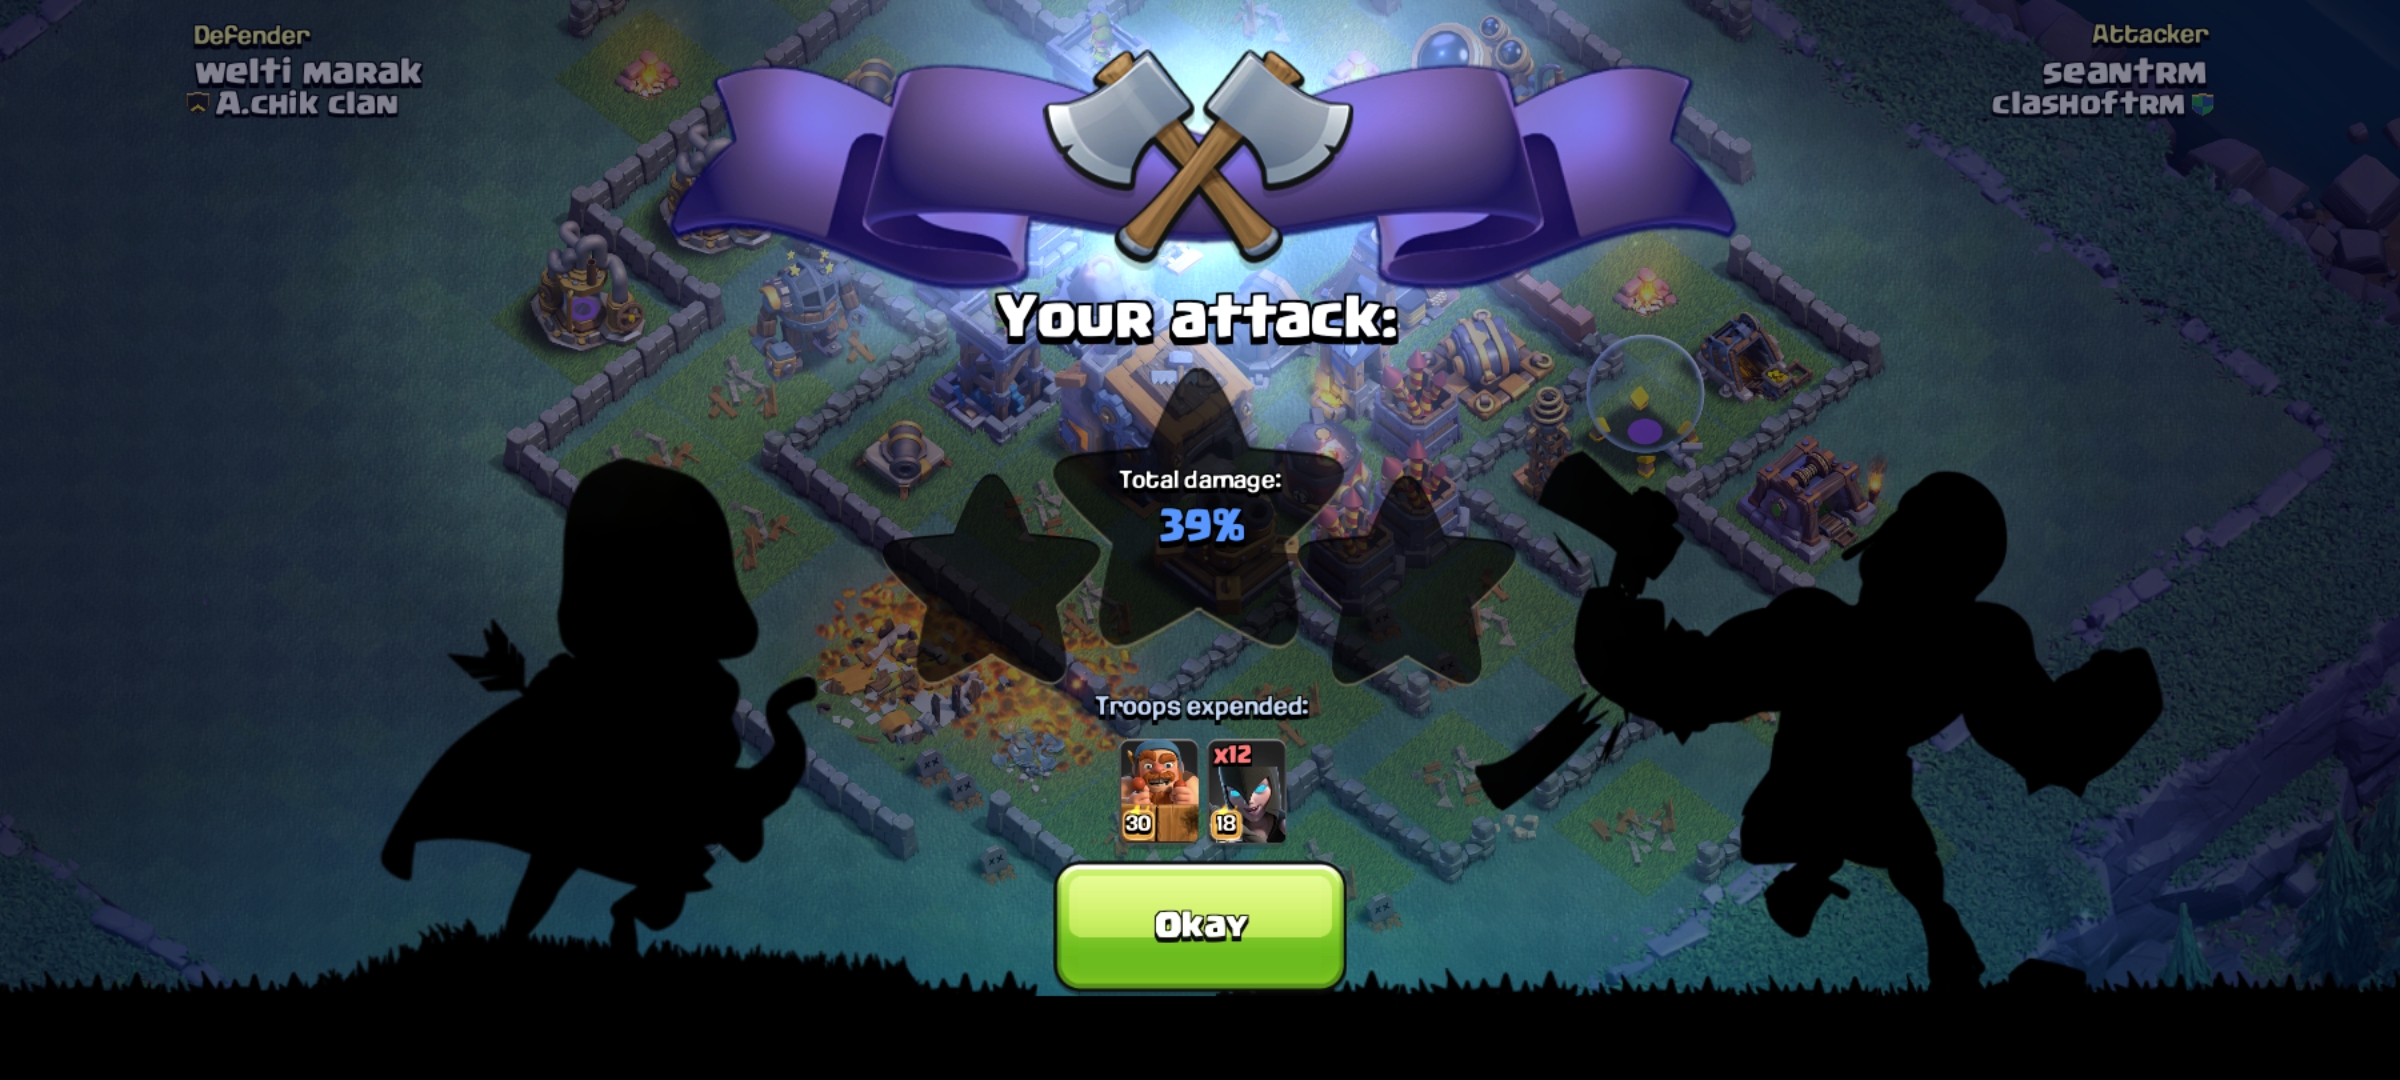 Defender
welti marak
A.chik clan
Attacker
seantrm
clashoftrm
Your attack:
Total damage:
39%
Troops expended:
x12
30
18
Okay